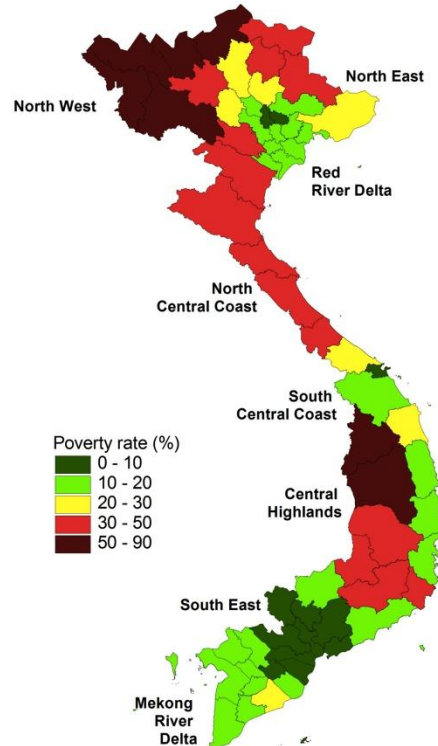 North West
North East
Red
River Delta
North
Central Coast
South
Central Coast
Poverty rate (%)
0 - 10
10 - 20
20 - 30
30 - 50
50 - 90
Central
Highlands
South East
Mekong
River
Delta